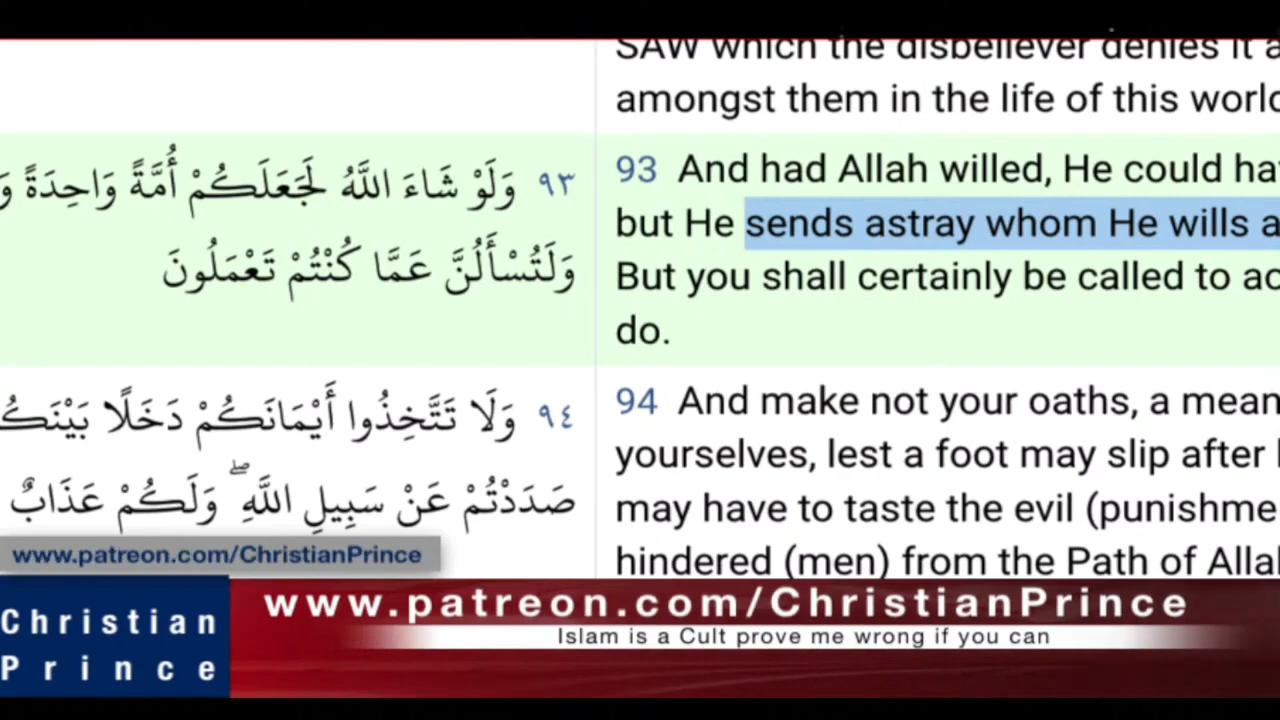 SAW which the disbeliever denies it a
amongst them in the life of this world
٩٣ وَلَوْ شَاءَ اللَّهُ لَجَعَلَكُمْ أُمَّةً وَاحِدَةً
وَلَتُسْأَلُنَّ عَمَّا كُنْتُمْ تَعْمَلُونَ
93 And had Allah willed, He could hav
but He sends astray whom He wills a
But you shall certainly be called to ac
do.
٩٤ وَلَا تَتَّخِذُوا أَيْمَانَكُمْ دَخَلًا بَيْنَكُ
صَدَدْتُمْ عَنْ سَبِيلِ اللَّهِ ۖ وَلَكُمْ عَذَابٌ
94 And make not your oaths, a mean
yourselves, lest a foot may slip after
may have to taste the evil (punishme
hindered (men) from the Path of Alla
www.patreon.com/ChristianPrince
Christian
Prince
www.patreon.com/ChristianPrince
Islam is a Cult prove me wrong if you can